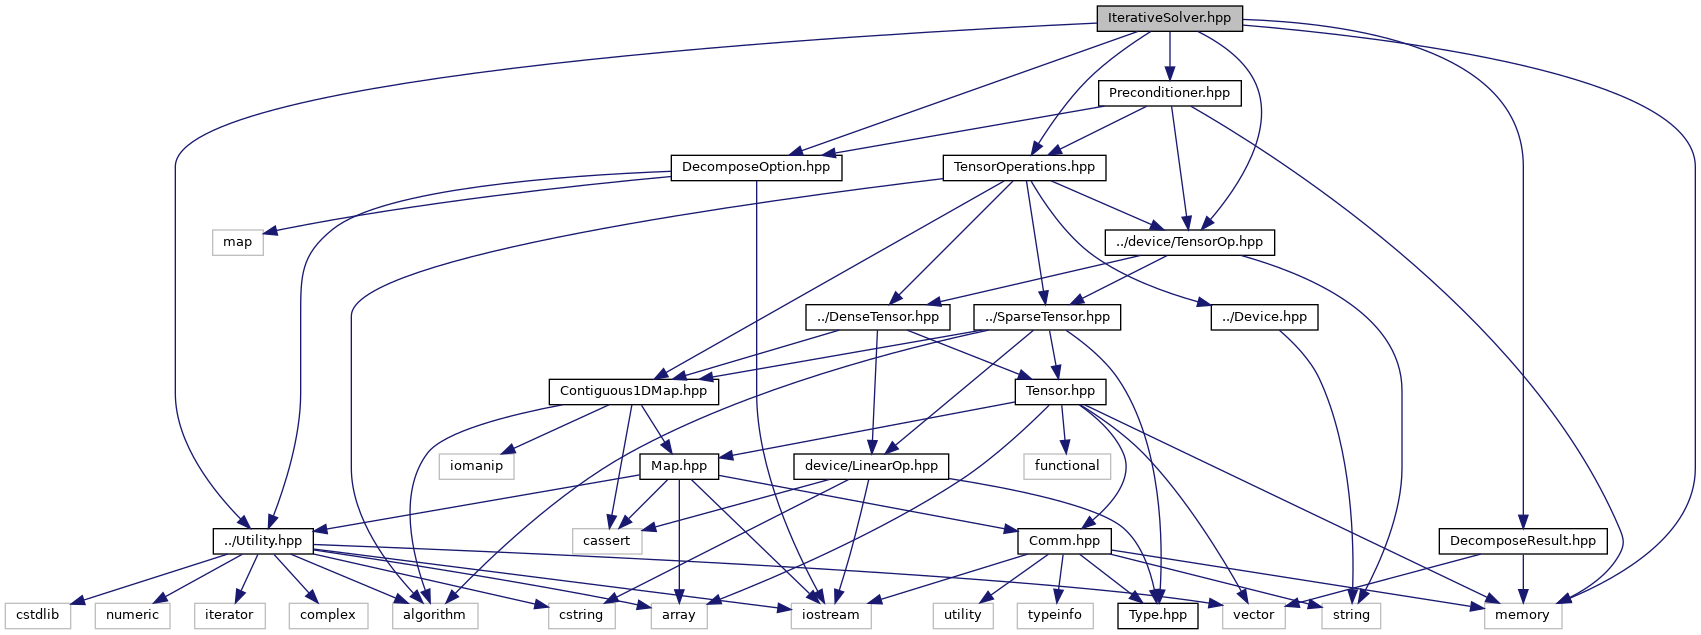 IterativeSolver.hpp
Preconditioner.hpp
DecomposeOption.hpp
TensorOperations.hpp
map
../device/TensorOp.hpp
../DenseTensor.hpp
../SparseTensor.hpp
../Device.hpp
Contiguous1DMap.hpp
Tensor.hpp
iomanip
Map.hpp
device/LinearOp.hpp
functional
../Utility.hpp
cassert
Comm.hpp
DecomposeResult.hpp
cstdlib
numeric
iterator
complex
algorithm
cstring
array
iostream
utility
typeinfo
Type.hpp
vector
string
memory